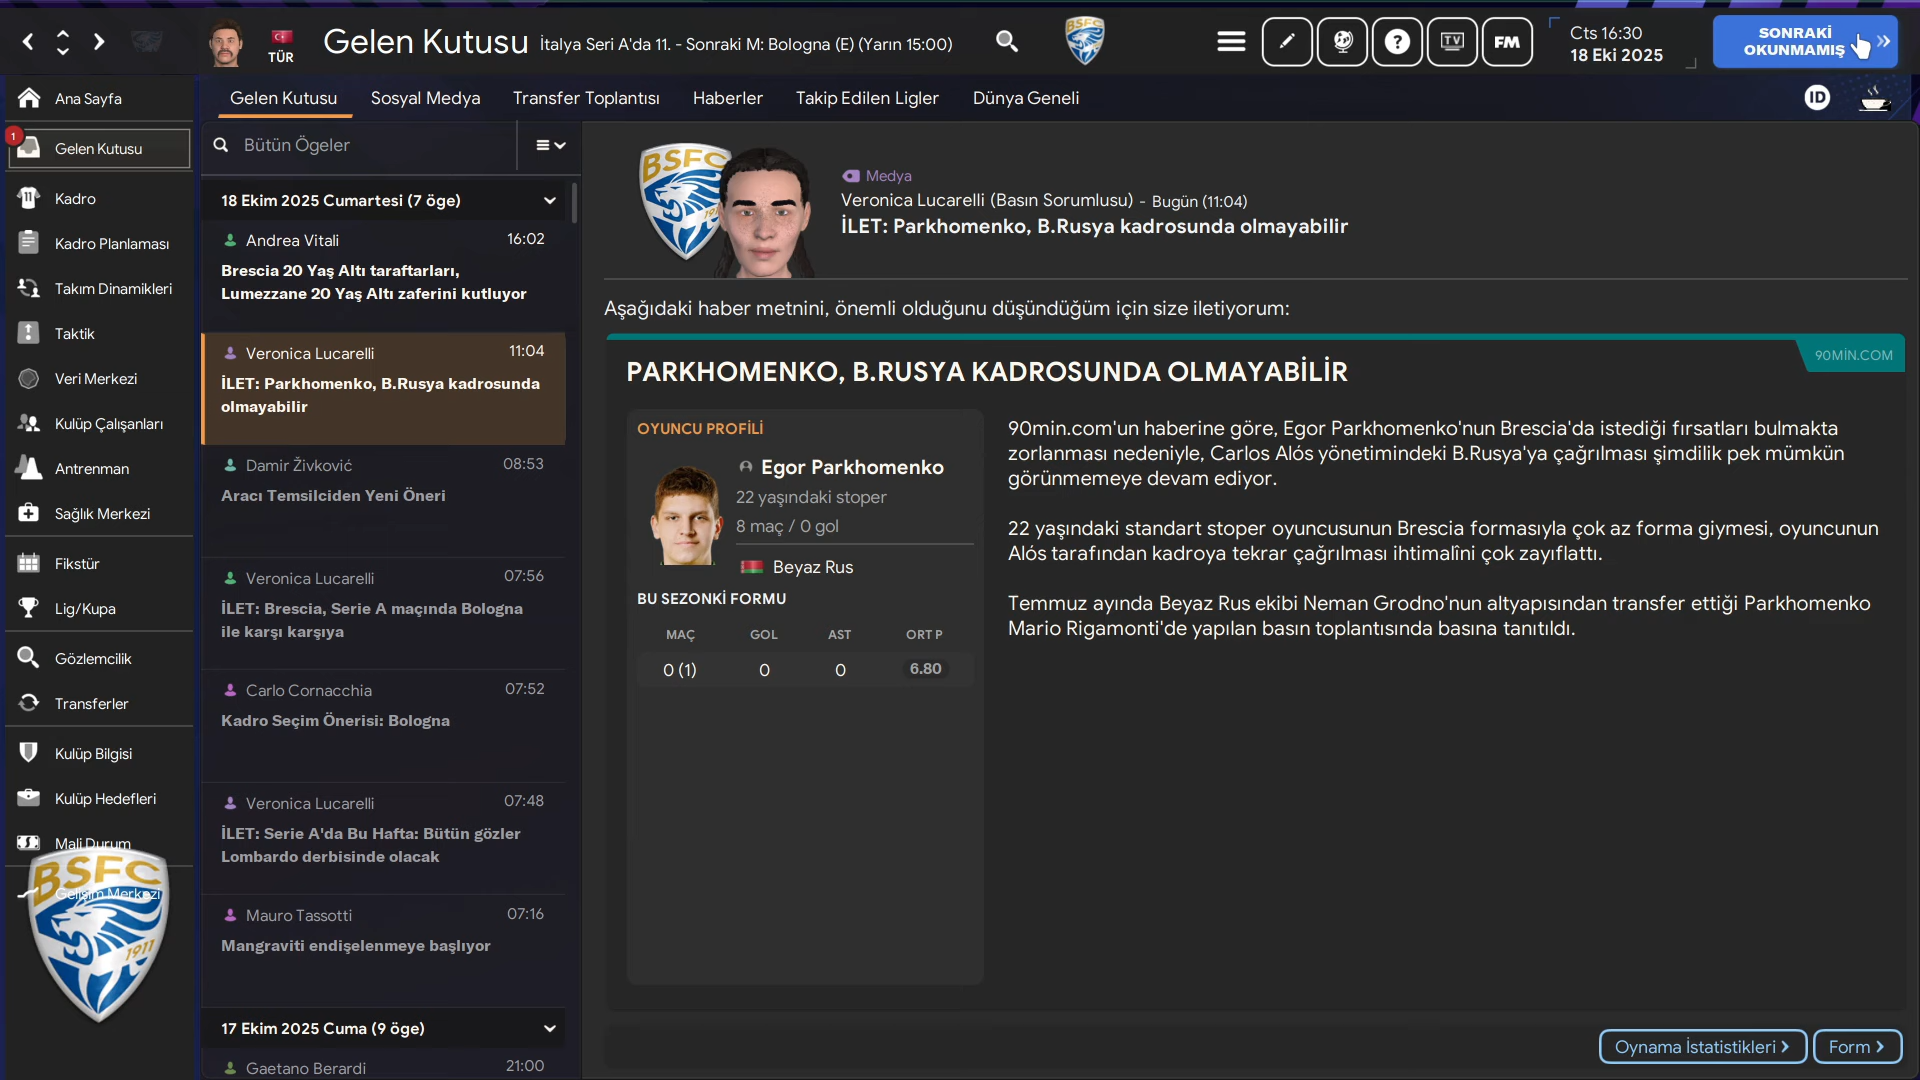 TÜR
Gelen Kutusu
İtalya Seri A'da 11. - Sonraki M: Bologna (E) (Yarın 15:00)
FM
Cts 16:30
18 Eki 2025
SONRAKİ
OKUNMAMIŞ
Ana Sayfa
1
Gelen Kutusu
Kadro
Kadro Planlaması
Takım Dinamikleri
Taktik
Veri Merkezi
Kulüp Çalışanları
Antrenman
Sağlık Merkezi
Fikstür
Lig/Kupa
Gözlemcilik
Transferler
Kulüp Bilgisi
Kulüp Hedefleri
Mali Durum
Gelişim Merkezi
BSFC
1911
Gelen Kutusu
Sosyal Medya
Transfer Toplantısı
Haberler
Takip Edilen Ligler
Dünya Geneli
ID
Bütün Ögeler
18 Ekim 2025 Cumartesi (7 öge)
Andrea Vitali 16:02
Brescia 20 Yaş Altı taraftarları,
Lumezzane 20 Yaş Altı zaferini kutluyor
Veronica Lucarelli 11:04
İLET: Parkhomenko, B.Rusya kadrosunda
olmayabilir
Damir Živković 08:53
Aracı Temsilciden Yeni Öneri
Veronica Lucarelli 07:56
İLET: Brescia, Serie A maçında Bologna
ile karşı karşıya
Carlo Cornacchia 07:52
Kadro Seçim Önerisi: Bologna
Veronica Lucarelli 07:48
İLET: Serie A'da Bu Hafta: Bütün gözler
Lombardo derbisinde olacak
Mauro Tassotti 07:16
Mangraviti endişelenmeye başlıyor
17 Ekim 2025 Cuma (9 öge)
Gaetano Berardi 21:00
BSFC
Medya
Veronica Lucarelli (Basın Sorumlusu) - Bugün (11:04)
İLET: Parkhomenko, B.Rusya kadrosunda olmayabilir
Aşağıdaki haber metnini, önemli olduğunu düşündüğüm için size iletiyorum:
90MİN.COM
PARKHOMENKO, B.RUSYA KADROSUNDA OLMAYABİLİR
OYUNCU PROFİLİ
Egor Parkhomenko
22 yaşındaki stoper
8 maç / 0 gol
Beyaz Rus
BU SEZONKİ FORMU
MAÇ GOL AST ORT P
0 (1) 0 0 6.80
90min.com'un haberine göre, Egor Parkhomenko'nun Brescia'da istediği fırsatları bulmakta
zorlanması nedeniyle, Carlos Alós yönetimindeki B.Rusya'ya çağrılması şimdilik pek mümkün
görünmemeye devam ediyor.
22 yaşındaki standart stoper oyuncusunun Brescia formasıyla çok az forma giymesi, oyuncunun
Alós tarafından kadroya tekrar çağrılması ihtimalini çok zayıflattı.
Temmuz ayında Beyaz Rus ekibi Neman Grodno'nun altyapısından transfer ettiği Parkhomenko
Mario Rigamonti'de yapılan basın toplantısında basına tanıtıldı.
Oynama İstatistikleri
Form